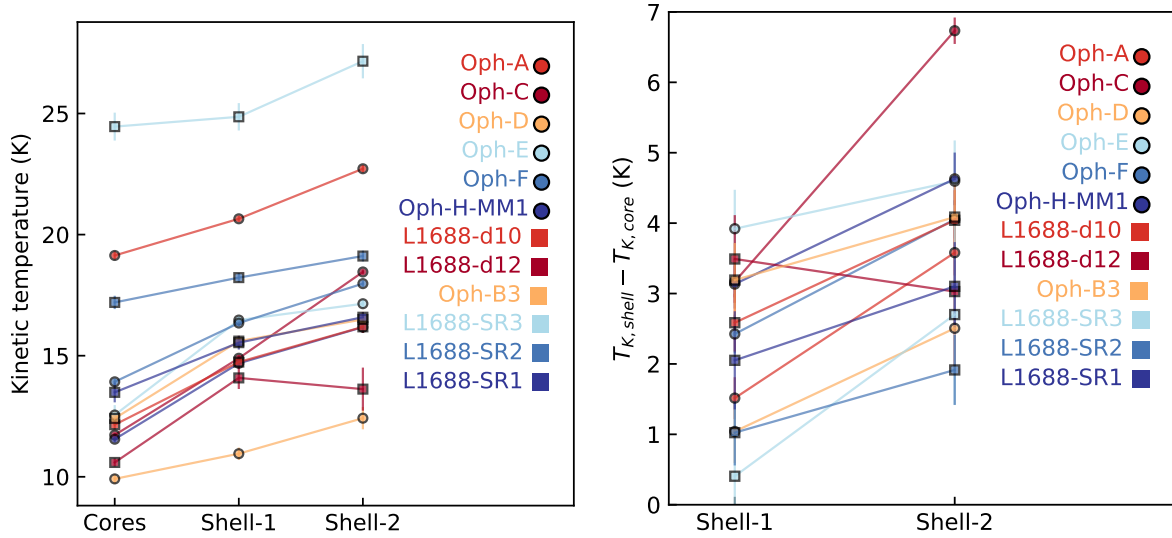 Kinetic temperature (K)
25
20
15
10
Cores
Shell-1
Shell-2
Oph-A
Oph-C
Oph-D
Oph-E
Oph-F
Oph-H-MM1
L1688-d10
L1688-d12
Oph-B3
L1688-SR3
L1688-SR2
L1688-SR1
T_{K, shell} − T_{K, core} (K)
7
6
5
4
3
2
1
0
Shell-1
Shell-2
Oph-A
Oph-C
Oph-D
Oph-E
Oph-F
Oph-H-MM1
L1688-d10
L1688-d12
Oph-B3
L1688-SR3
L1688-SR2
L1688-SR1